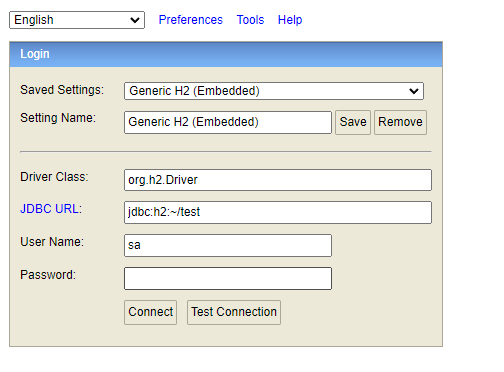 English Preferences Tools Help
Login
Saved Settings: Generic H2 (Embedded)
Setting Name: Generic H2 (Embedded) Save Remove
Driver Class: org.h2.Driver
JDBC URL: jdbc:h2:~/test
User Name: sa
Password:
Connect Test Connection